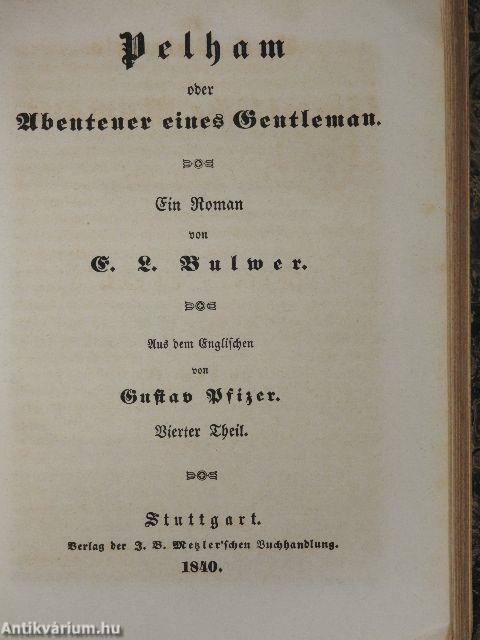 Pelham
oder
Abenteuer eines Gentleman.
Ein Roman
von
E. L. Bulwer.
Aus dem Englischen
von
Gustav Pfizer.
Vierter Theil.
Stuttgart.
Verlag der J. B. Metzler'schen Buchhandlung.
1840.
Antikvárium.hu